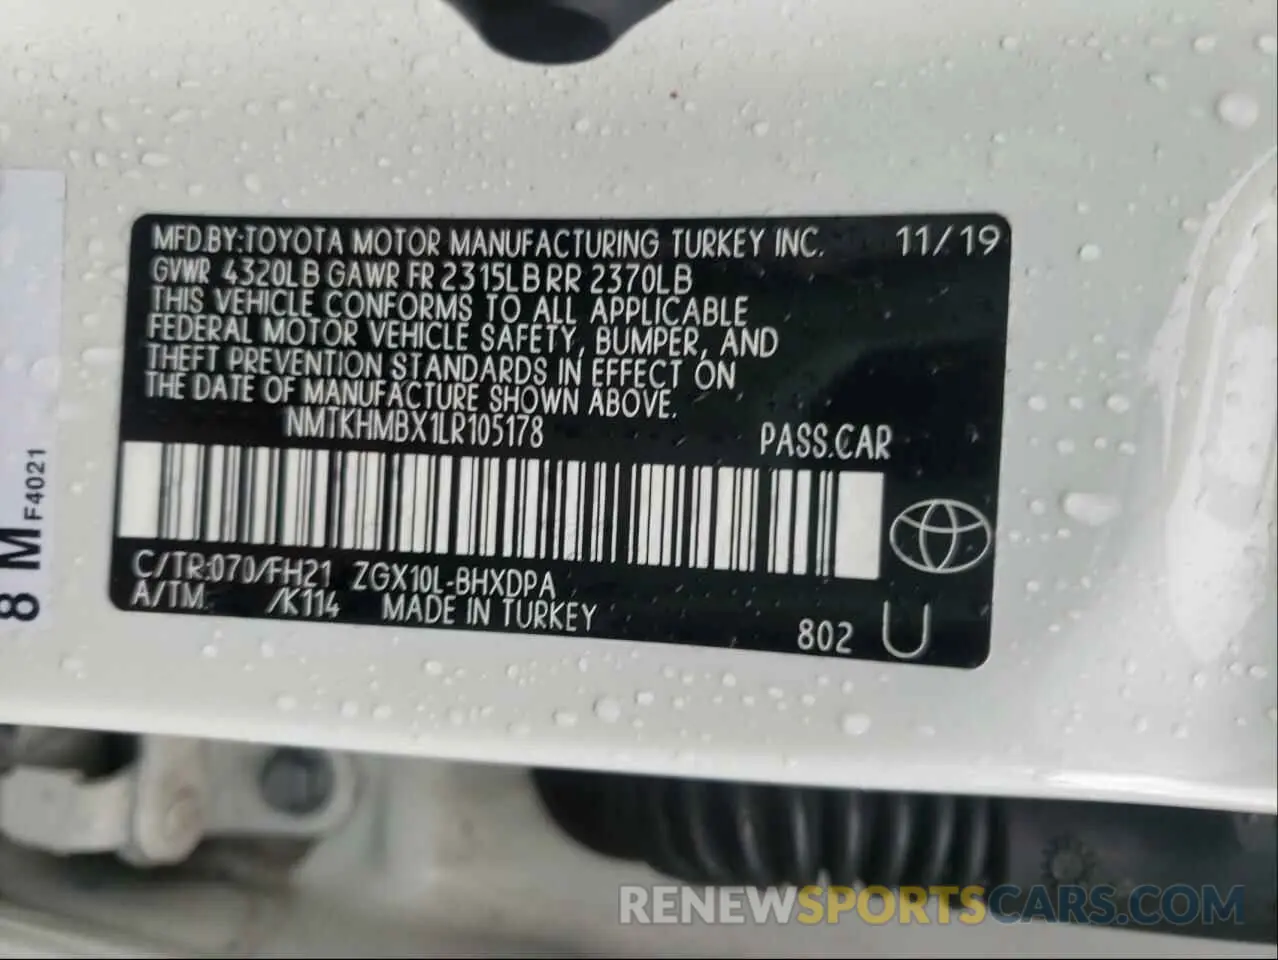 MFD.BY:TOYOTA MOTOR MANUFACTURING TURKEY INC. 11/19
GVWR 4320LB GAWR FR 2315LB RR 2370LB
THIS VEHICLE CONFORMS TO ALL APPLICABLE
FEDERAL MOTOR VEHICLE SAFETY, BUMPER, AND
THEFT PREVENTION STANDARDS IN EFFECT ON
THE DATE OF MANUFACTURE SHOWN ABOVE.
NMTKHMBX1LR105178 PASS.CAR
C/TR:070/FH21 ZGX10L-BHXDPA
A/TM. /K114 MADE IN TURKEY
802 U
8 M F4021
RENEWSPORTSCARS.COM